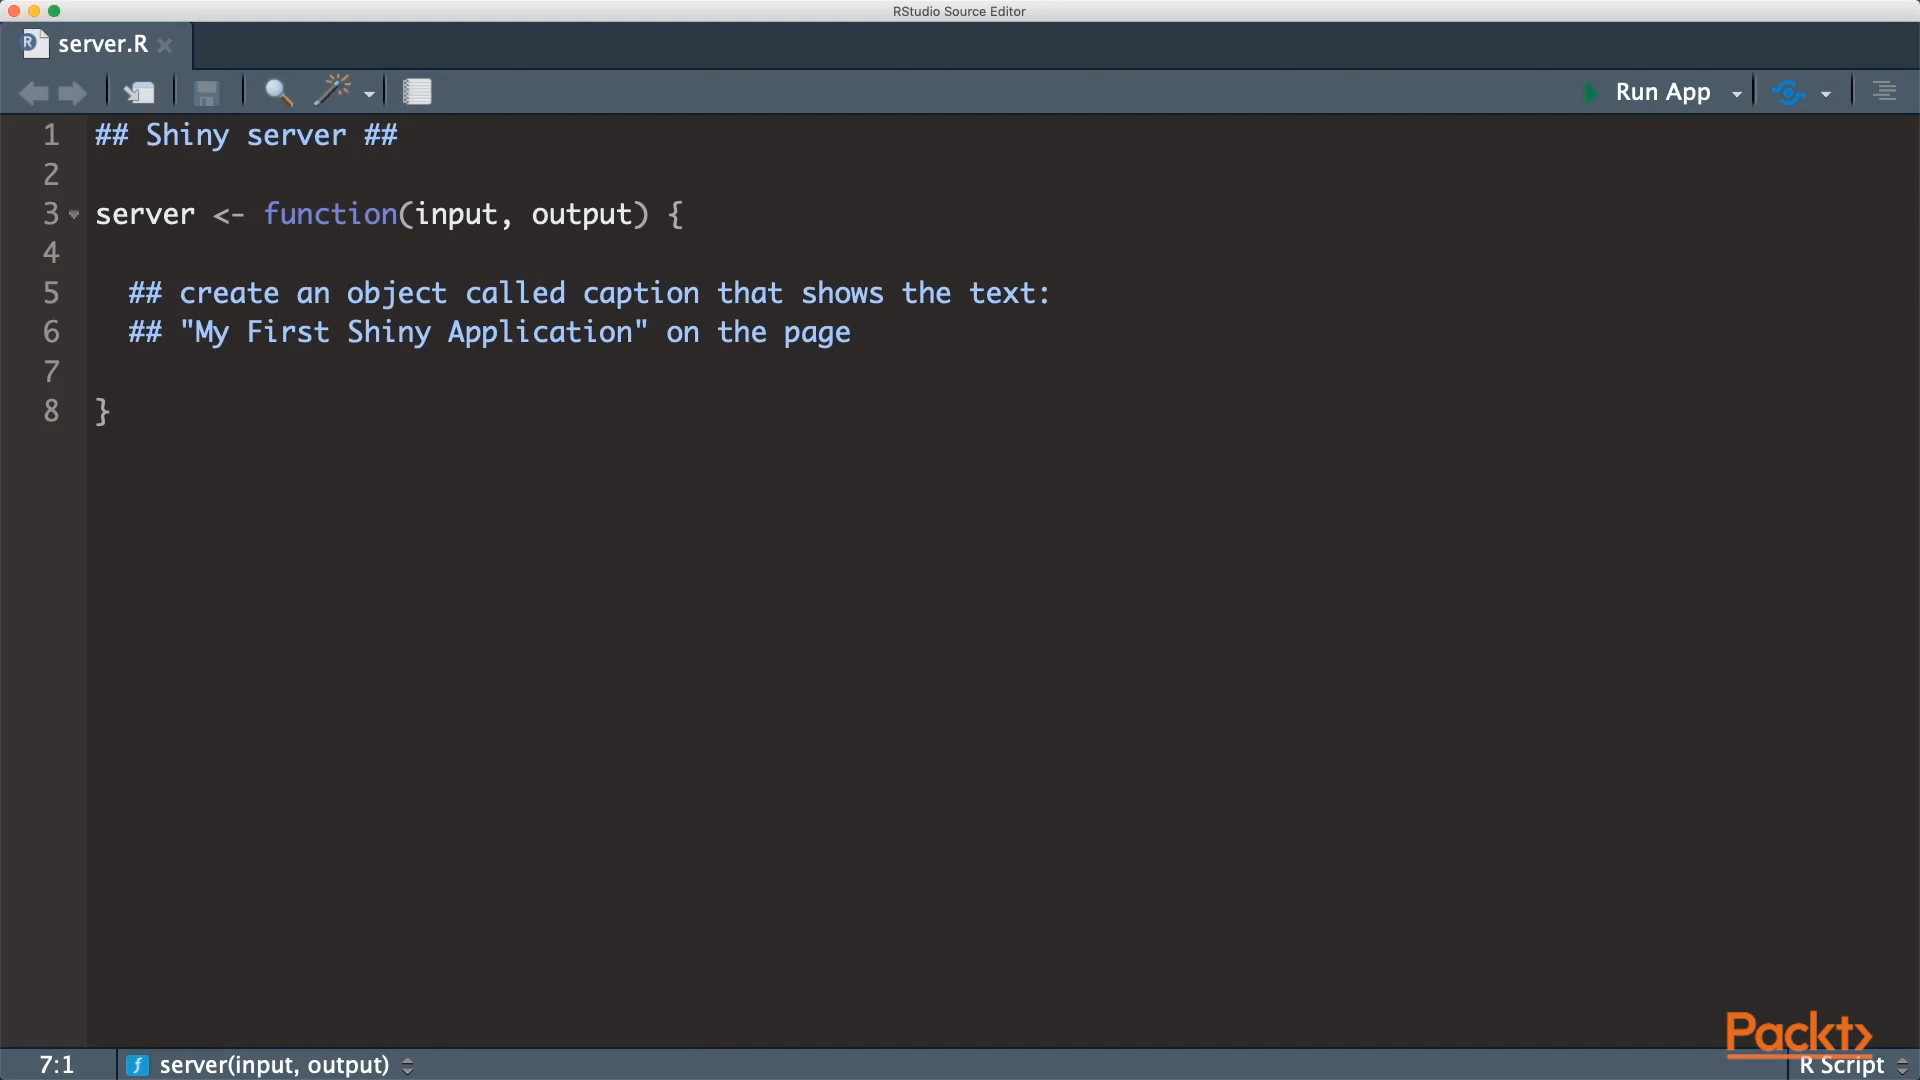 RStudio Source Editor
server.R
Run App
1 ## Shiny server ##
2
3 server <- function(input, output) {
4
5 ## create an object called caption that shows the text:
6 ## "My First Shiny Application" on the page
7
8 }
Packt>
7:1 server(input, output) R Script